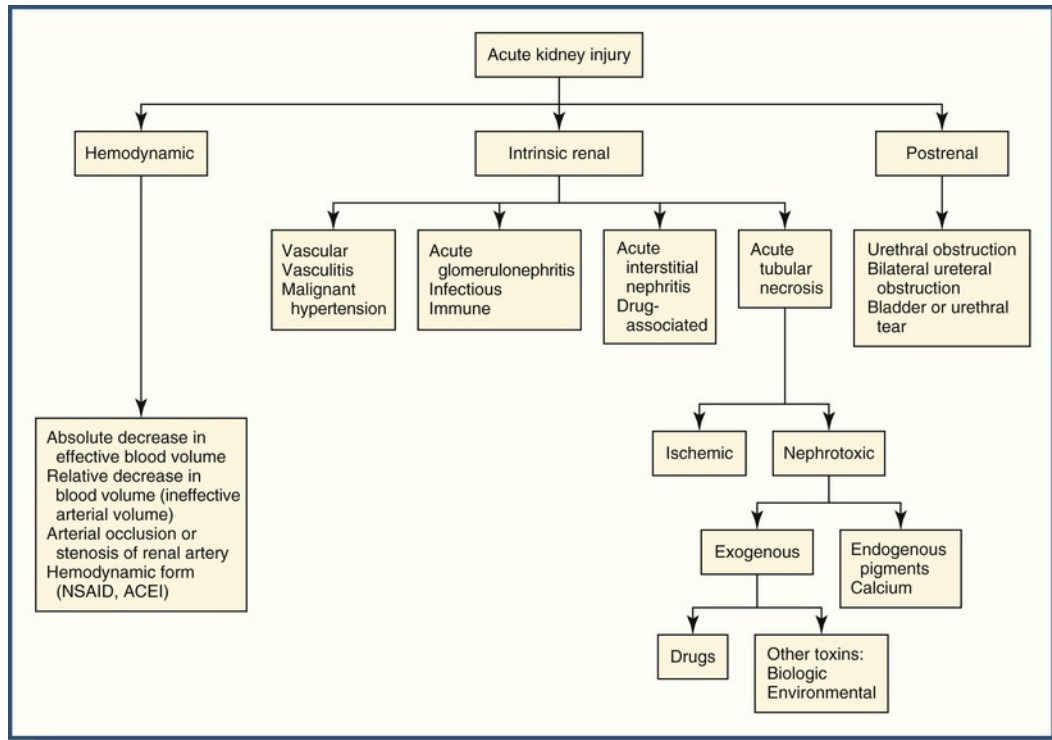 Acute kidney injury
Hemodynamic
Intrinsic renal
Postrenal
Vascular
Vasculitis
Malignant
hypertension
Acute
glomerulonephritis
Infectious
Immune
Acute
interstitial
nephritis
Drug-
associated
Acute
tubular
necrosis
Urethral obstruction
Bilateral ureteral
obstruction
Bladder or urethral
tear
Absolute decrease in
effective blood volume
Relative decrease in
blood volume (ineffective
arterial volume)
Arterial occlusion or
stenosis of renal artery
Hemodynamic form
(NSAID, ACEI)
Ischemic
Nephrotoxic
Exogenous
Endogenous
pigments
Calcium
Drugs
Other toxins:
Biologic
Environmental